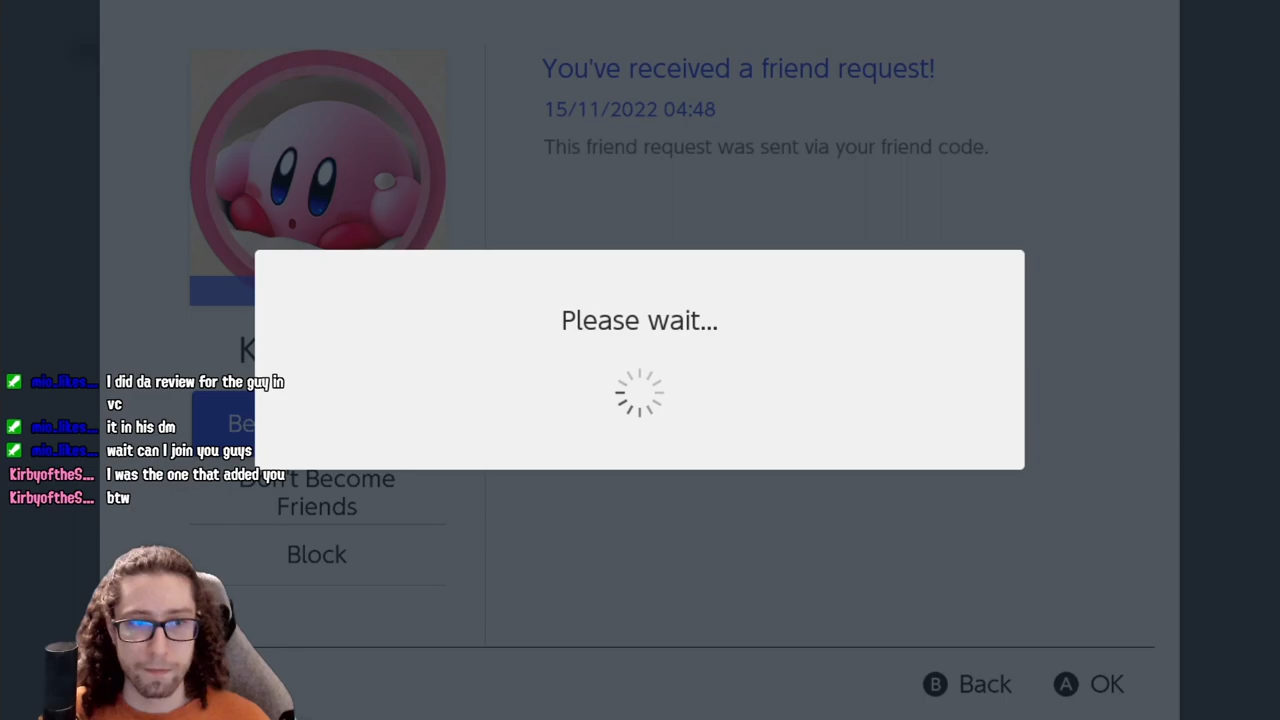 You've received a friend request!
15/11/2022 04:48
This friend request was sent via your friend code.
Please wait...
K
Be
Don't Become
Friends
Block
I did da review for the guy in
vc
it in his dm
mio_likes... wait can I join you guys
KirbyoftheS... I was the one that added you
KirbyoftheS... btw
B Back
A OK